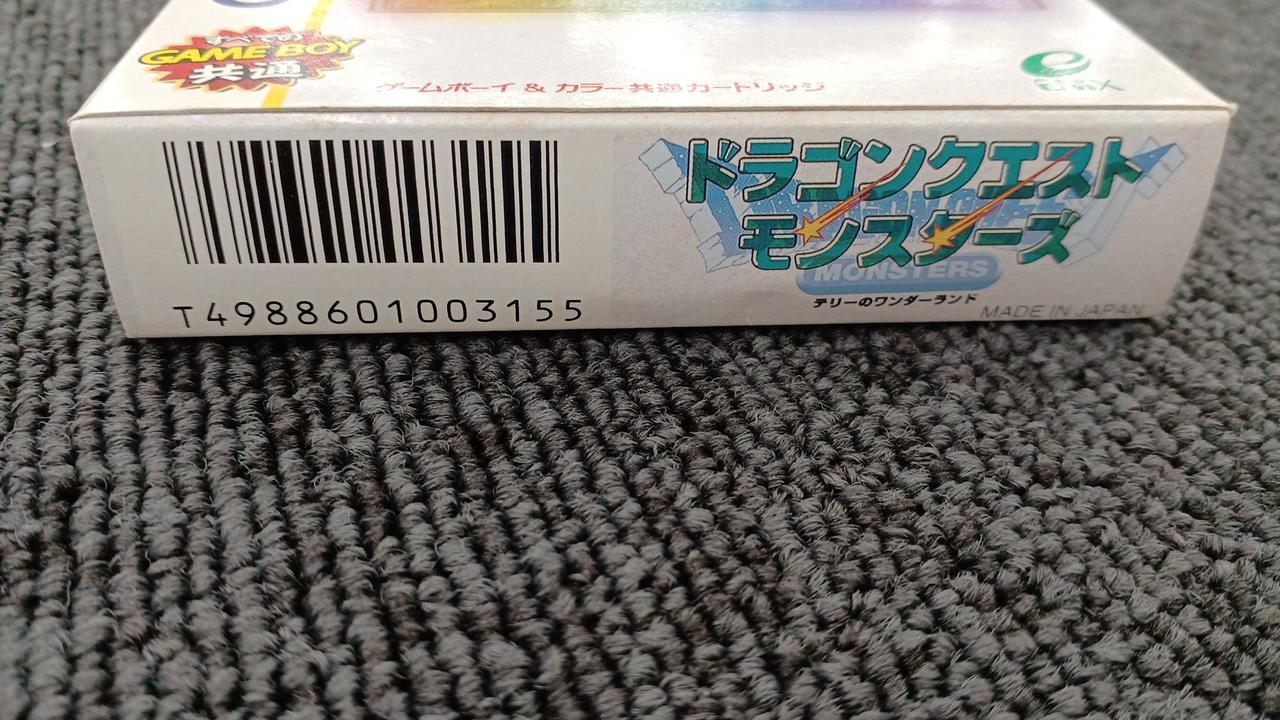 すべての
GAME BOY
共通
ゲームボーイ & カラー共通カートリッジ
ENIX
T4988601003155
ドラゴンクエスト
モンスターズ
MONSTERS
テリーのワンダーランド
MADE IN JAPAN